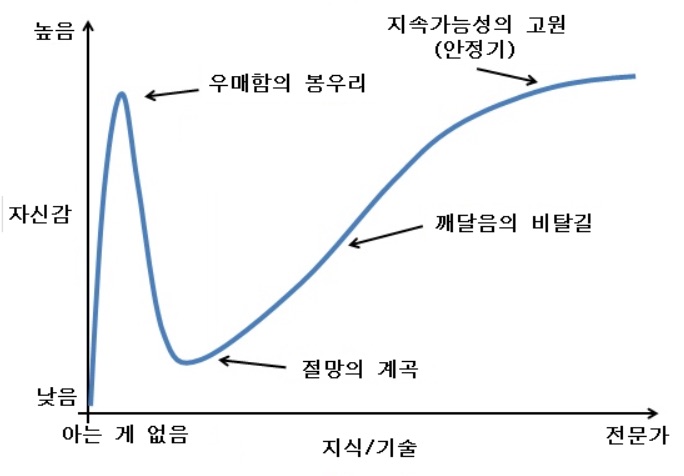 높음
지속가능성의 고원
(안정기)
우매함의 봉우리
자신감
깨달음의 비탈길
절망의 계곡
낮음
아는 게 없음
지식/기술
전문가